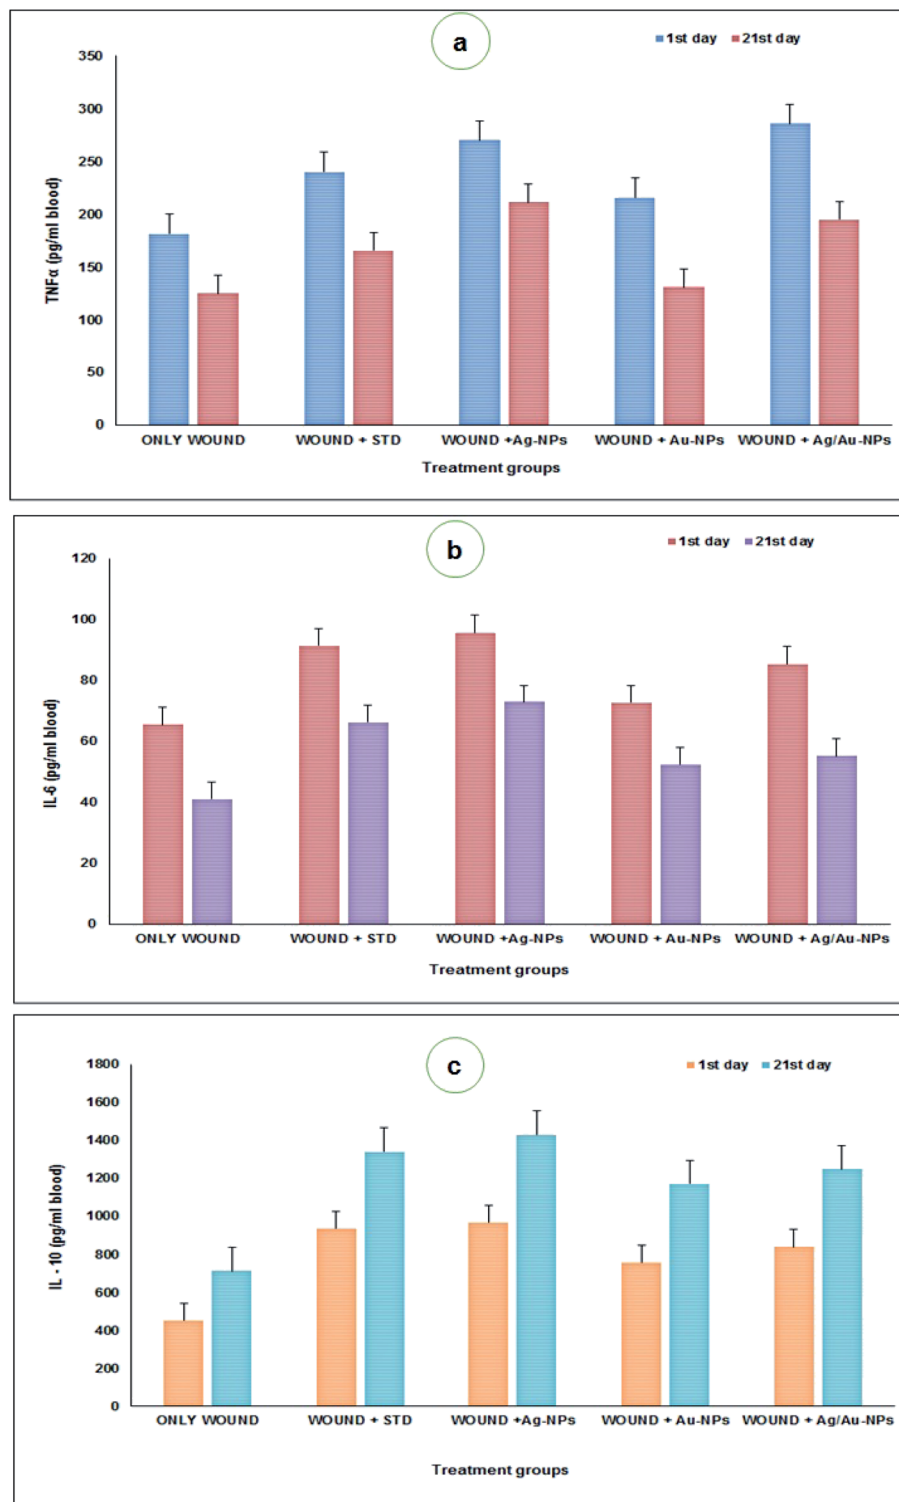 a
1st day 21st day
350
300
250
200
150
100
50
0
TNFα (pg/ml blood)
ONLY WOUND WOUND + STD WOUND +Ag-NPs WOUND + Au-NPs WOUND + Ag/Au-NPs
Treatment groups
b
1st day 21st day
120
100
80
60
40
20
0
IL-6 (pg/ml blood)
ONLY WOUND WOUND + STD WOUND +Ag-NPs WOUND + Au-NPs WOUND + Ag/Au-NPs
Treatment groups
c
1st day 21st day
1800
1600
1400
1200
1000
800
600
400
200
0
IL - 10 (pg/ml blood)
ONLY WOUND WOUND + STD WOUND +Ag-NPs WOUND + Au-NPs WOUND + Ag/Au-NPs
Treatment groups